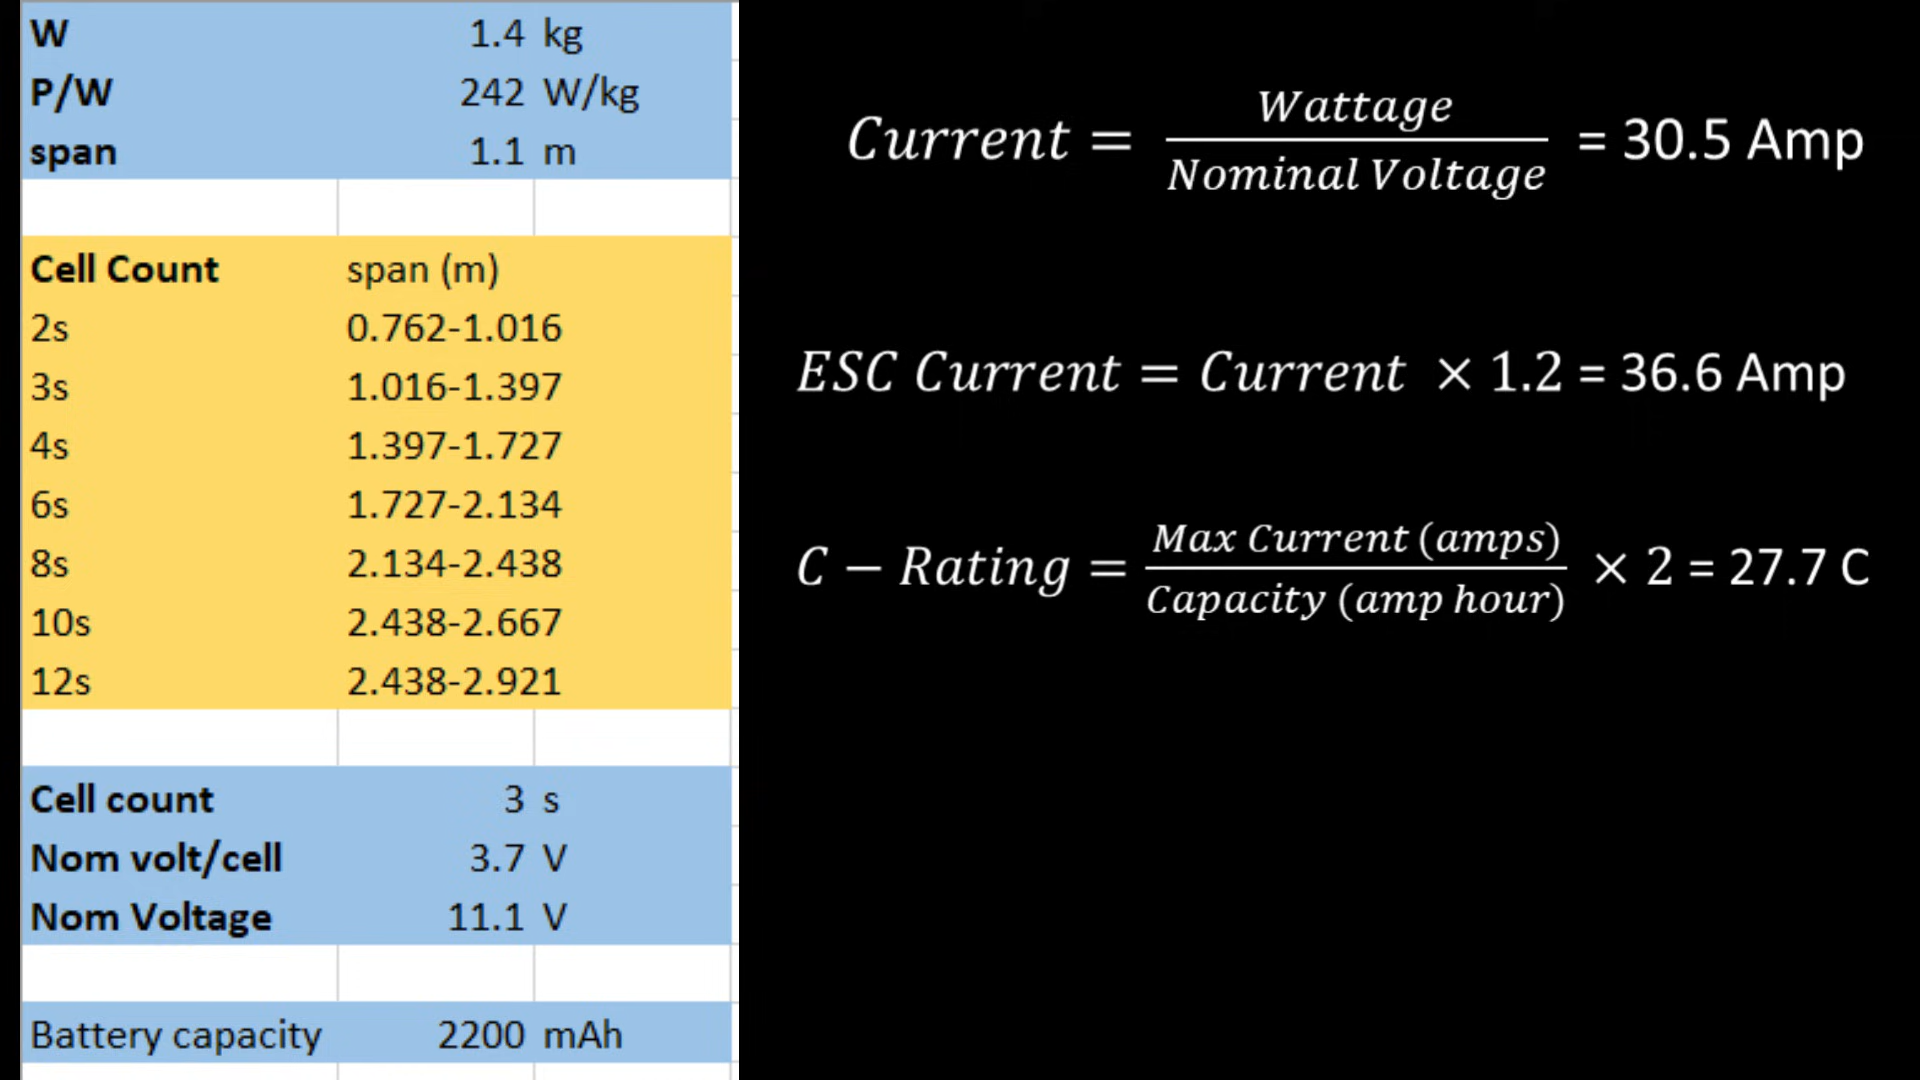 W 1.4 kg
P/W 242 W/kg
span 1.1 m
Cell Count span (m)
2s 0.762-1.016
3s 1.016-1.397
4s 1.397-1.727
6s 1.727-2.134
8s 2.134-2.438
10s 2.438-2.667
12s 2.438-2.921
Cell count 3 s
Nom volt/cell 3.7 V
Nom Voltage 11.1 V
Battery capacity 2200 mAh
Current = Wattage / Nominal Voltage = 30.5 Amp
ESC Current = Current × 1.2 = 36.6 Amp
C − Rating = Max Current (amps) / Capacity (amp hour) × 2 = 27.7 C